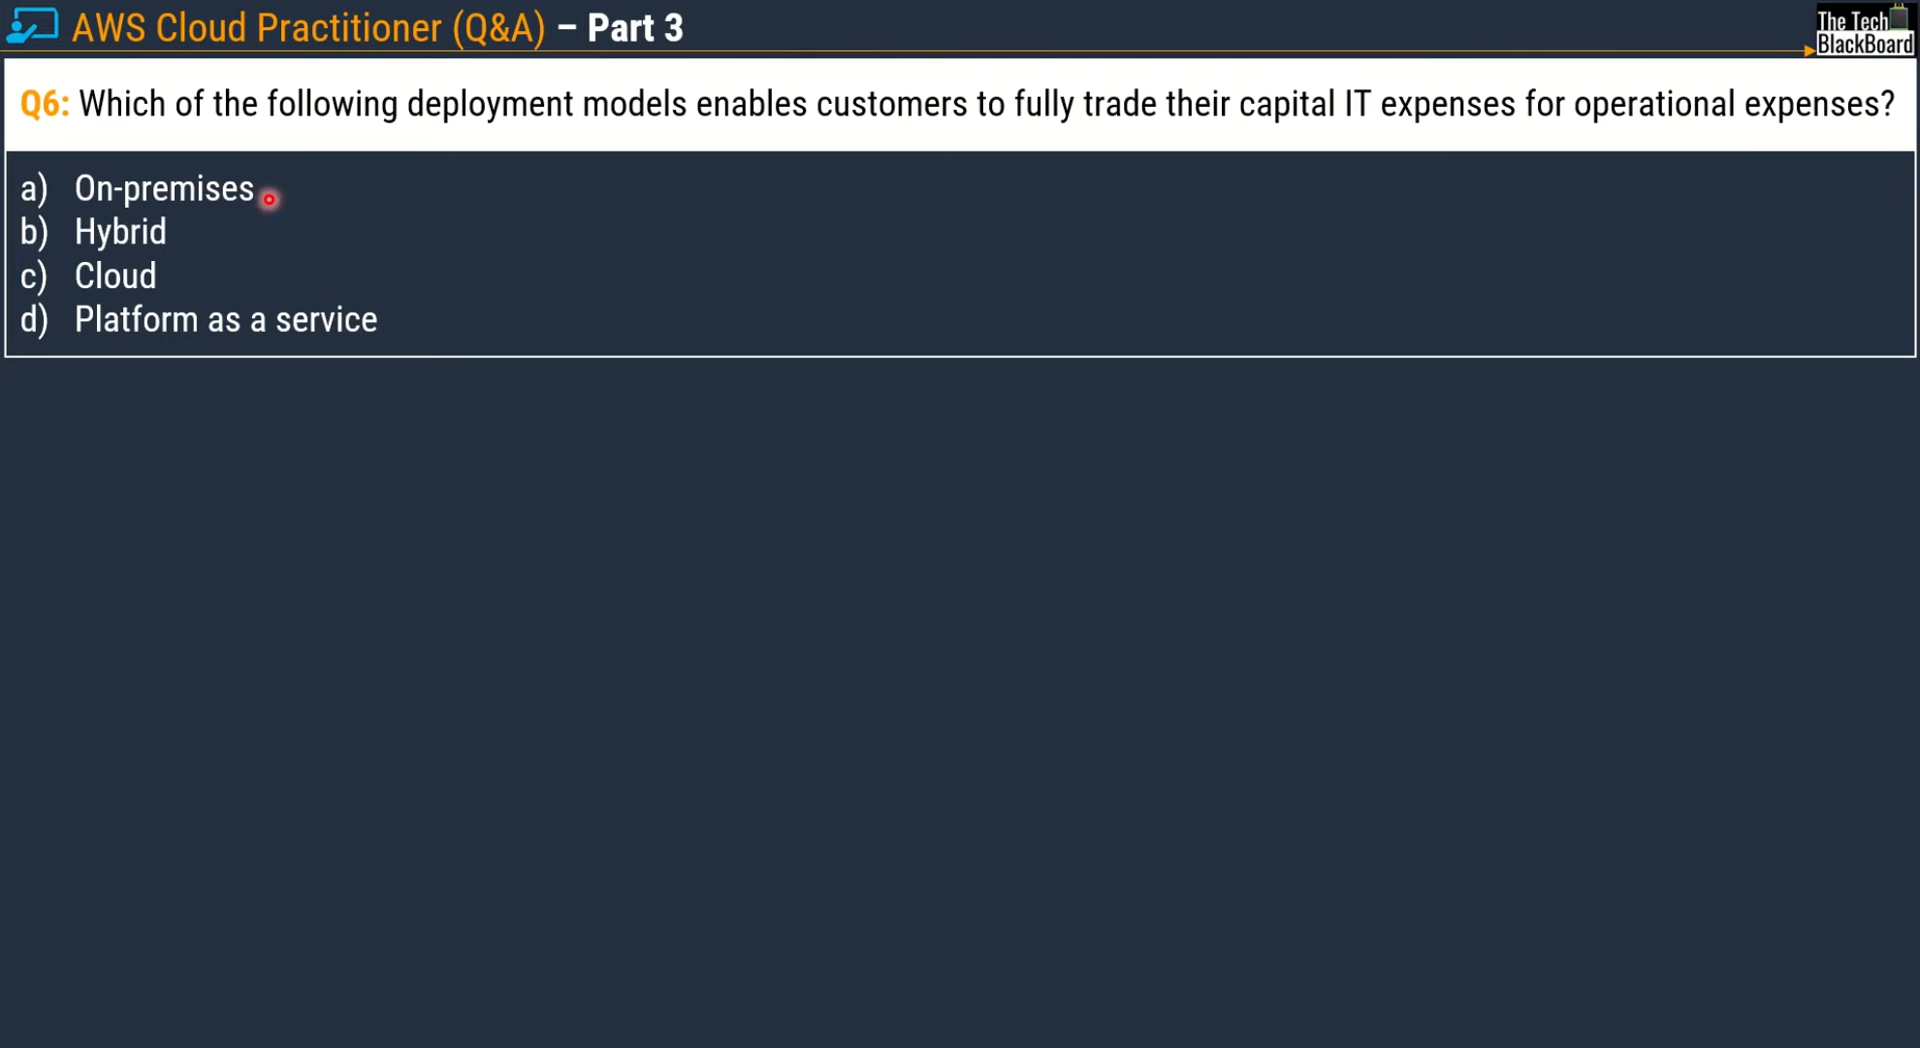 AWS Cloud Practitioner (Q&A) – Part 3
The Tech
BlackBoard
Q6: Which of the following deployment models enables customers to fully trade their capital IT expenses for operational expenses?
a) On-premises
b) Hybrid
c) Cloud
d) Platform as a service